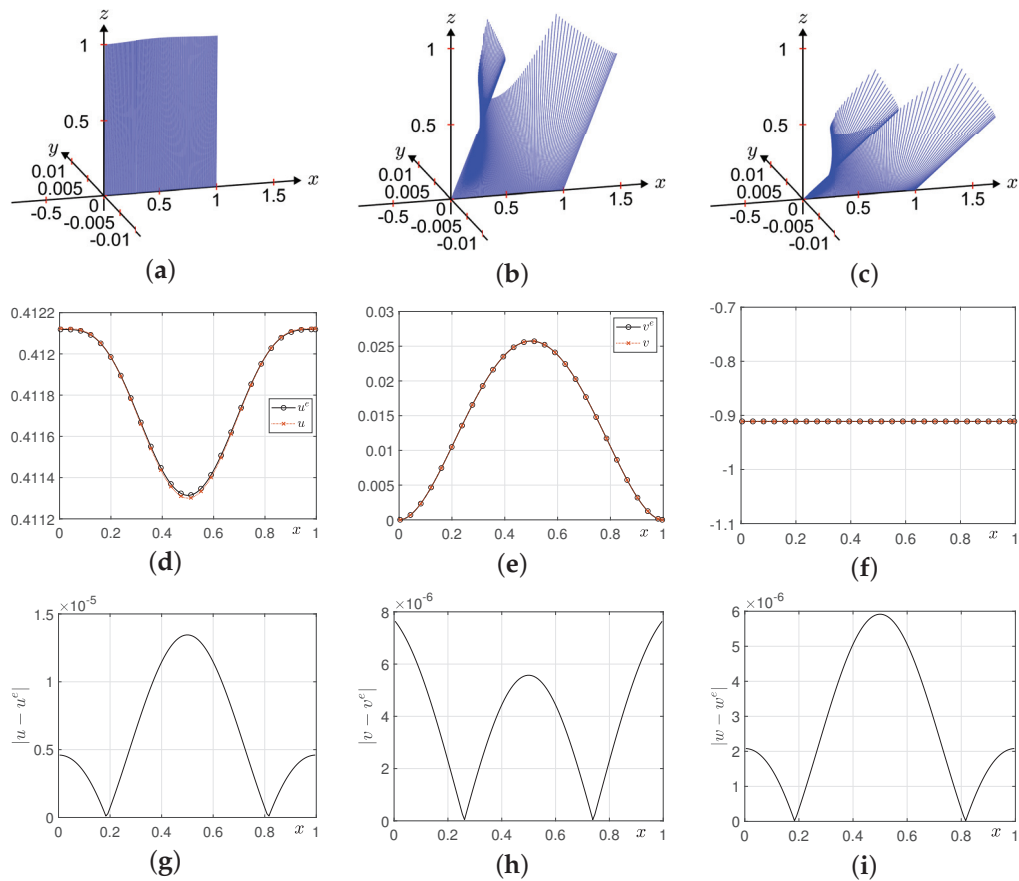 z
1
0.5
y
0.01
0.005
0
-0.5
-0.005
-0.01
0.5
1
1.5
x
(a)
z
1
0.5
y
0.01
0.005
0
-0.5
-0.005
-0.01
0.5
1
1.5
x
(b)
z
1
0.5
y
0.01
0.005
0
-0.5
-0.005
-0.01
0.5
1
1.5
x
(c)
0.4122
0.412
0.4118
0.4116
0.4114
0.4112
0 0.2 0.4 0.6 0.8 x 1
u^e
u
(d)
0.03
0.025
0.02
0.015
0.01
0.005
0
0 0.2 0.4 0.6 0.8 x 1
v^e
v
(e)
-0.7
-0.8
-0.9
-1
-1.1
0 0.2 0.4 0.6 x 0.8 1
(f)
×10^-5
1.5
1
0.5
0
|u − u^e|
0 0.2 0.4 0.6 0.8 x 1
(g)
×10^-6
8
6
4
2
0
|v − v^e|
0 0.2 0.4 0.6 0.8 x 1
(h)
×10^-6
6
5
4
3
2
1
0
|w − w^e|
0 0.2 0.4 0.6 0.8 x 1
(i)